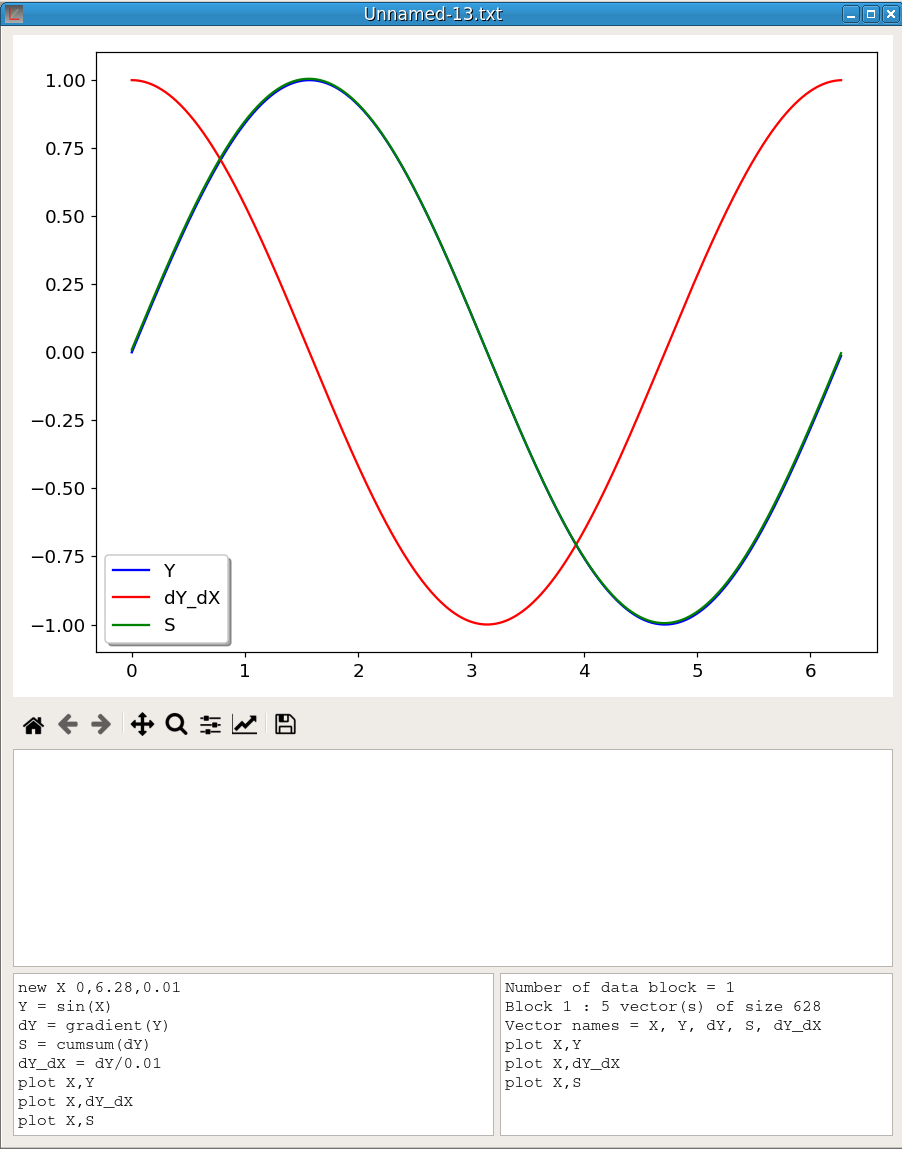 Unnamed-13.txt
1.00
0.75
0.50
0.25
0.00
−0.25
−0.50
−0.75
−1.00
Y
dY_dX
S
0 1 2 3 4 5 6
new X 0,6.28,0.01
Y = sin(X)
dY = gradient(Y)
S = cumsum(dY)
dY_dX = dY/0.01
plot X,Y
plot X,dY_dX
plot X,S
Number of data block = 1
Block 1 : 5 vector(s) of size 628
Vector names = X, Y, dY, S, dY_dX
plot X,Y
plot X,dY_dX
plot X,S